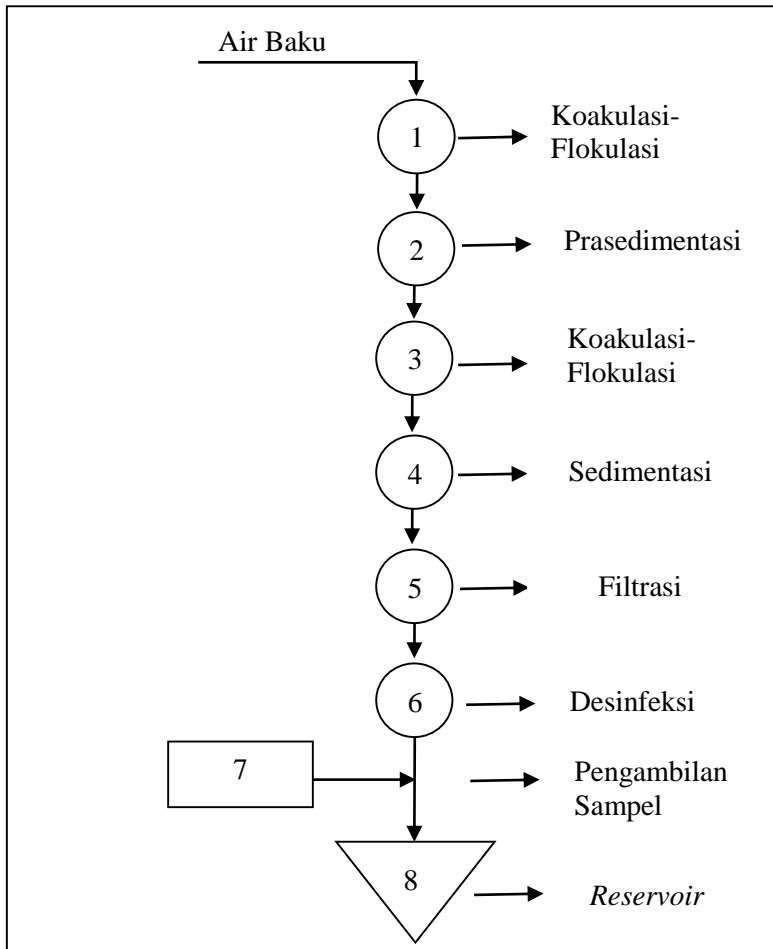 Air Baku
1
Koakulasi-
Flokulasi
2
Prasedimentasi
3
Koakulasi-
Flokulasi
4
Sedimentasi
5
Filtrasi
6
Desinfeksi
7
Pengambilan
Sampel
8
Reservoir